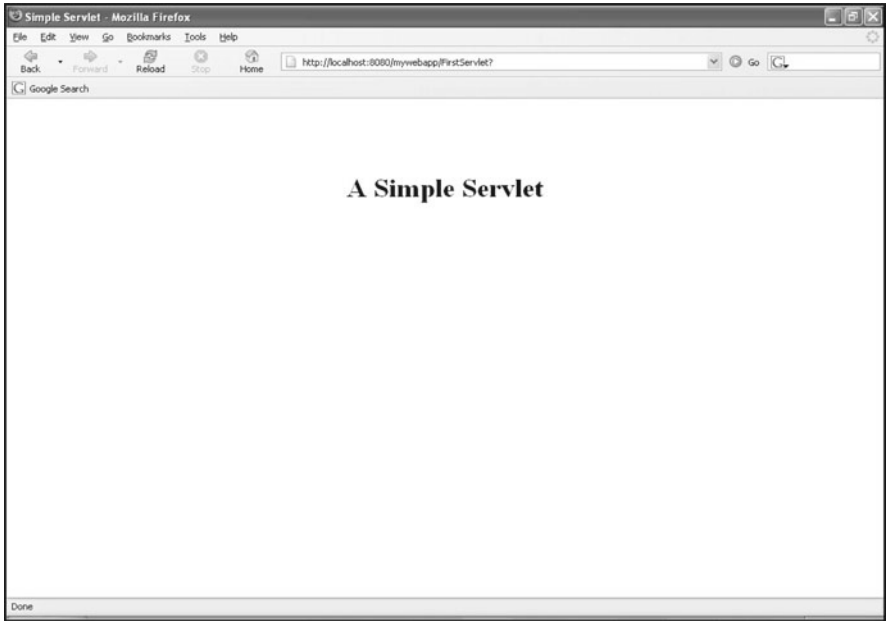 Simple Servlet - Mozilla Firefox
File Edit View Go Bookmarks Tools Help
Back Forward Reload Stop Home http://localhost:8080/mywebapp/FirstServlet? Go G
G Google Search
A Simple Servlet
Done